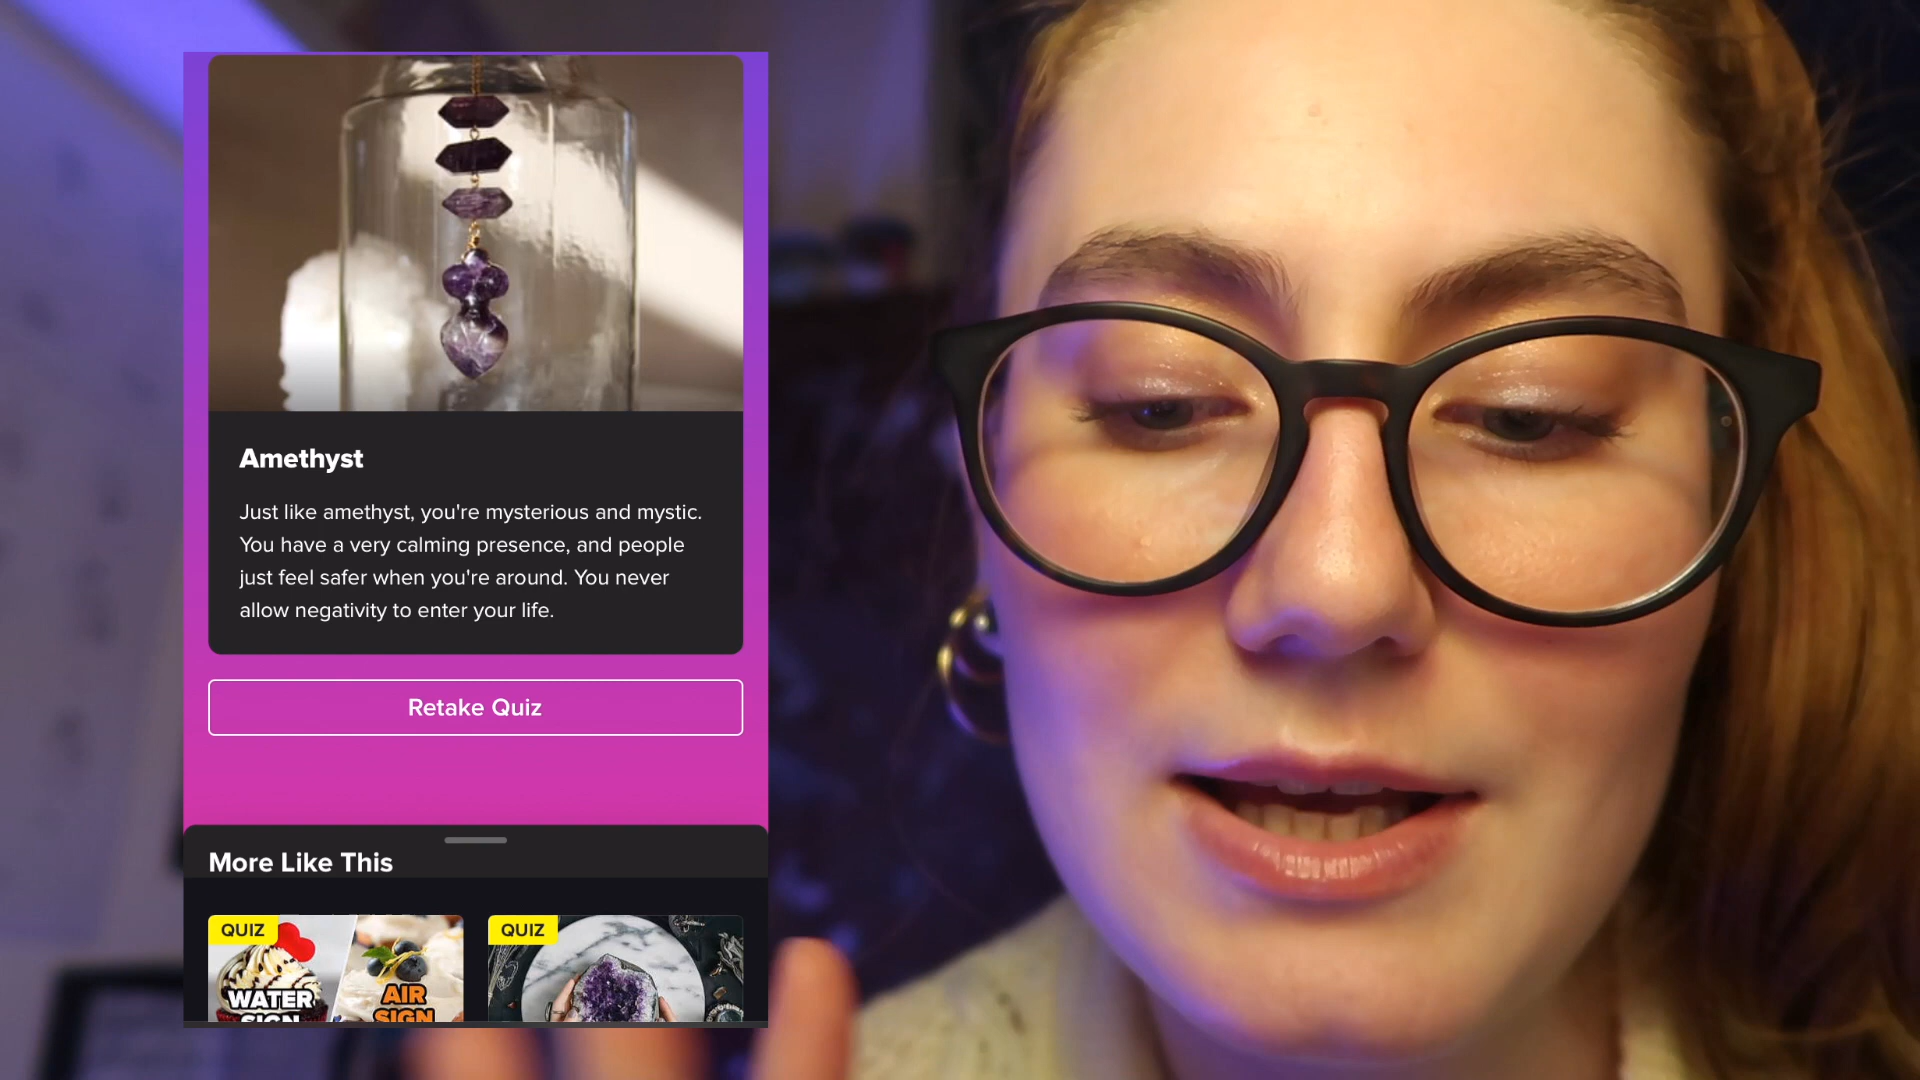 Amethyst
Just like amethyst, you're mysterious and mystic.
You have a very calming presence, and people
just feel safer when you're around. You never
allow negativity to enter your life.
Retake Quiz
More Like This
QUIZ
WATER
SIGN
AIR
SIGN
QUIZ